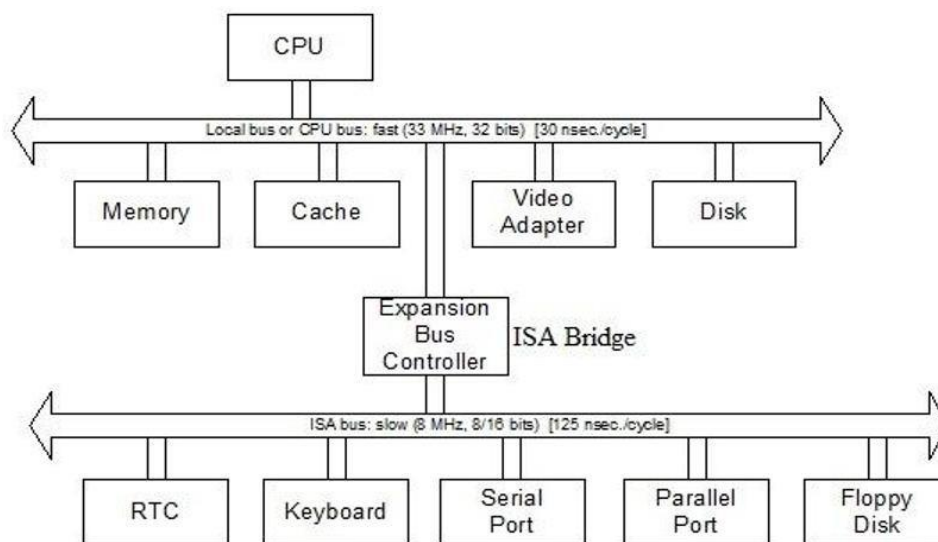 CPU
Local bus or CPU bus: fast (33 MHz, 32 bits) [30 nsec./cycle]
Memory
Cache
Video
Adapter
Disk
Expansion
Bus
Controller
ISA Bridge
ISA bus: slow (8 MHz, 8/16 bits) [125 nsec./cycle]
RTC
Keyboard
Serial
Port
Parallel
Port
Floppy
Disk